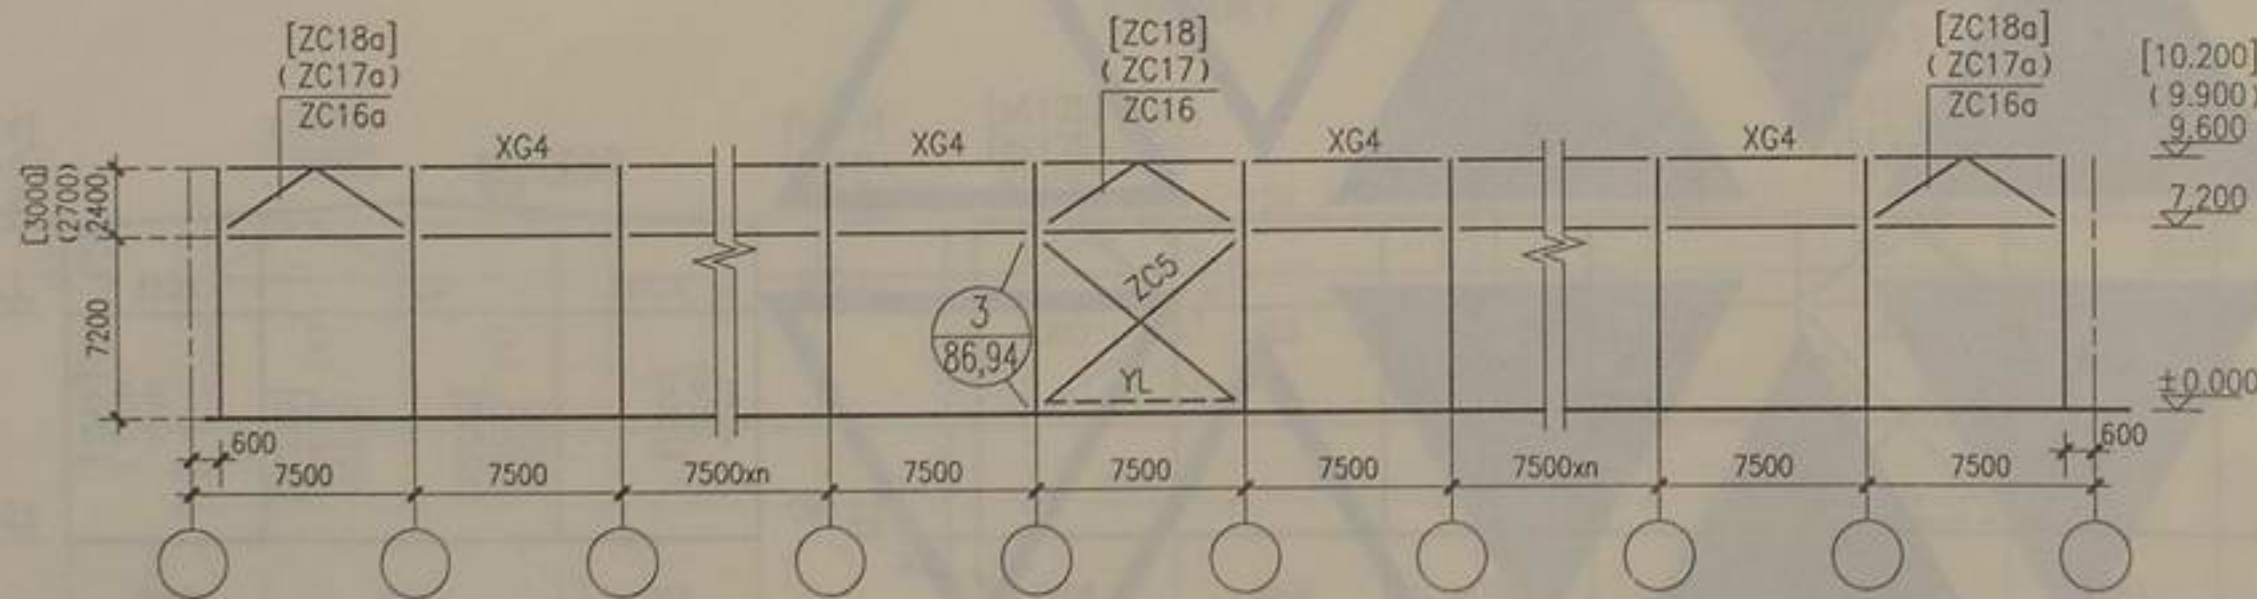 [ZC18a]
(ZC17a)
ZC16a
[ZC18]
(ZC17)
ZC16
[ZC18a]
(ZC17a)
ZC16a
[10.200]
(9.900)
9.600
XG4
XG4
XG4
XG4
[3000]
(2700)
2400
7.200
7200
ZC5
3
86,94
YL
±0.000
600
600
7500
7500
7500xn
7500
7500
7500
7500xn
7500
7500